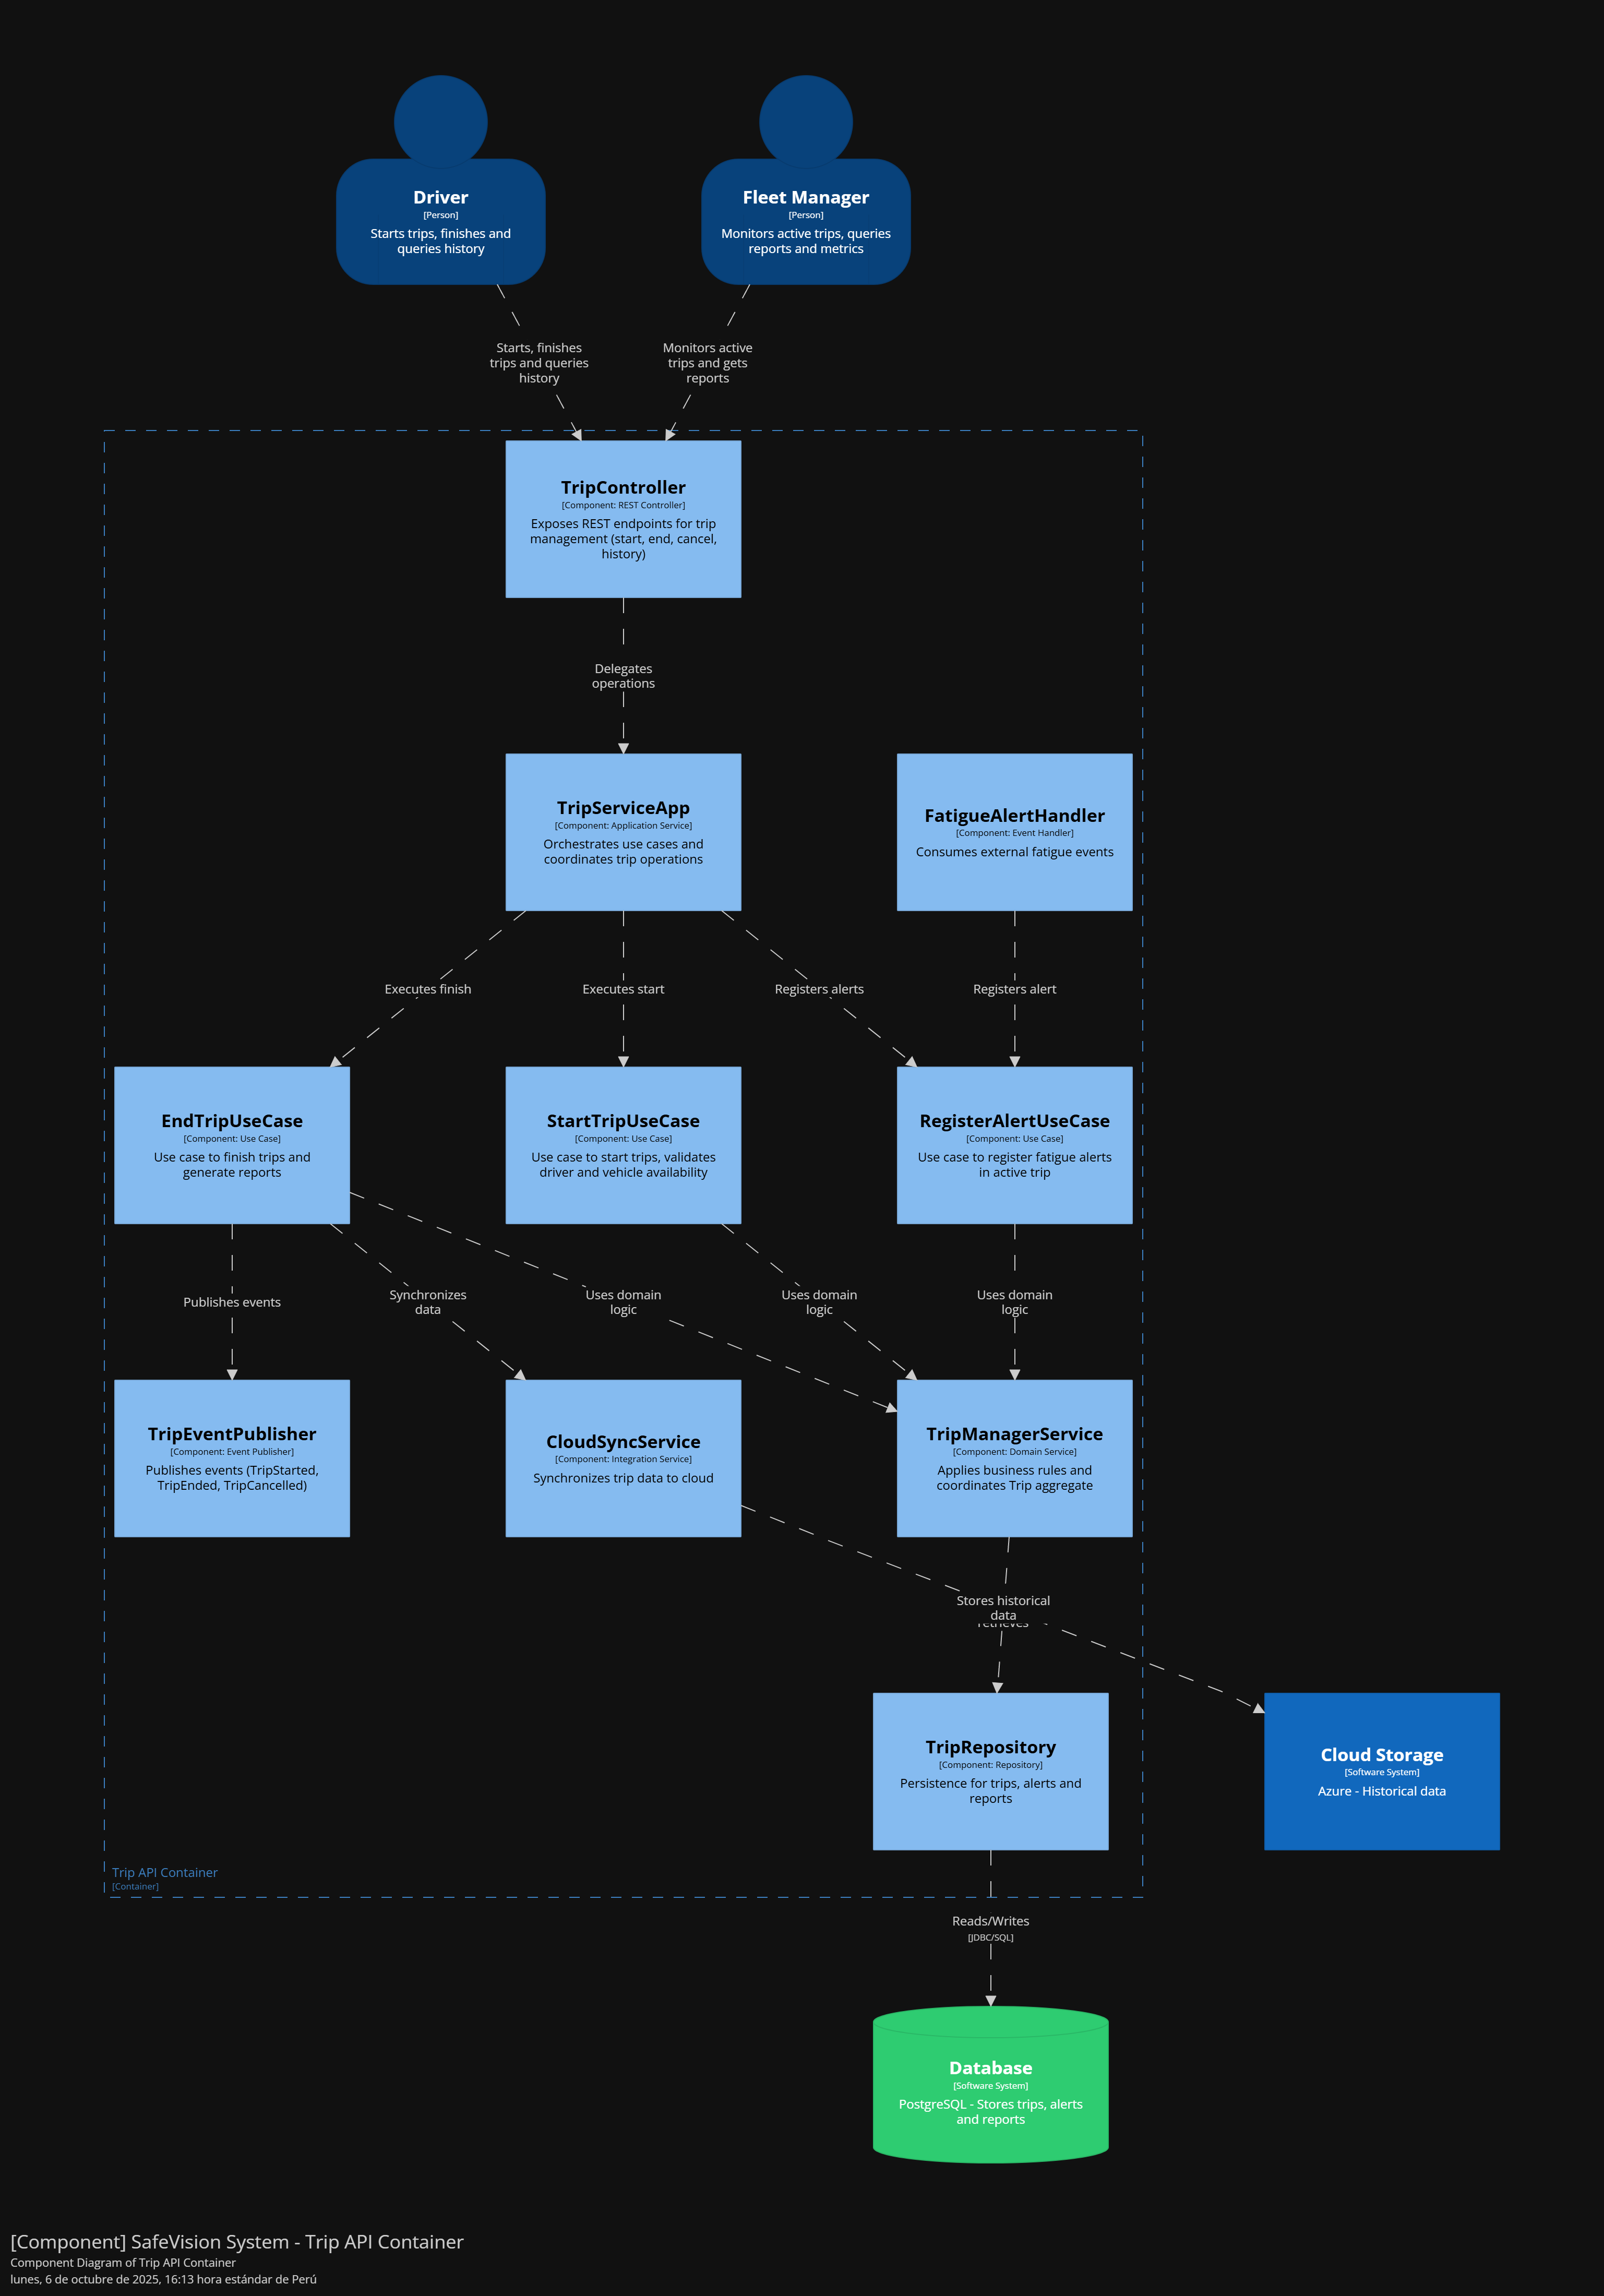 Driver
[Person]
Starts trips, finishes and
queries history
Fleet Manager
[Person]
Monitors active trips, queries
reports and metrics
Starts, finishes
trips and queries
history
Monitors active
trips and gets
reports
TripController
[Component: REST Controller]
Exposes REST endpoints for trip
management (start, end, cancel,
history)
Delegates
operations
TripServiceApp
[Component: Application Service]
Orchestrates use cases and
coordinates trip operations
FatigueAlertHandler
[Component: Event Handler]
Consumes external fatigue events
Executes finish
Executes start
Registers alerts
Registers alert
EndTripUseCase
[Component: Use Case]
Use case to finish trips and
generate reports
StartTripUseCase
[Component: Use Case]
Use case to start trips, validates
driver and vehicle availability
RegisterAlertUseCase
[Component: Use Case]
Use case to register fatigue alerts
in active trip
Publishes events
Synchronizes
data
Uses domain
logic
Uses domain
logic
Uses domain
logic
TripEventPublisher
[Component: Event Publisher]
Publishes events (TripStarted,
TripEnded, TripCancelled)
CloudSyncService
[Component: Integration Service]
Synchronizes trip data to cloud
TripManagerService
[Component: Domain Service]
Applies business rules and
coordinates Trip aggregate
Stores historical
data
TripRepository
[Component: Repository]
Persistence for trips, alerts and
reports
Cloud Storage
[Software System]
Azure - Historical data
Trip API Container
[Container]
Reads/Writes
[JDBC/SQL]
Database
[Software System]
PostgreSQL - Stores trips, alerts
and reports
[Component] SafeVision System - Trip API Container
Component Diagram of Trip API Container
lunes, 6 de octubre de 2025, 16:13 hora estándar de Perú